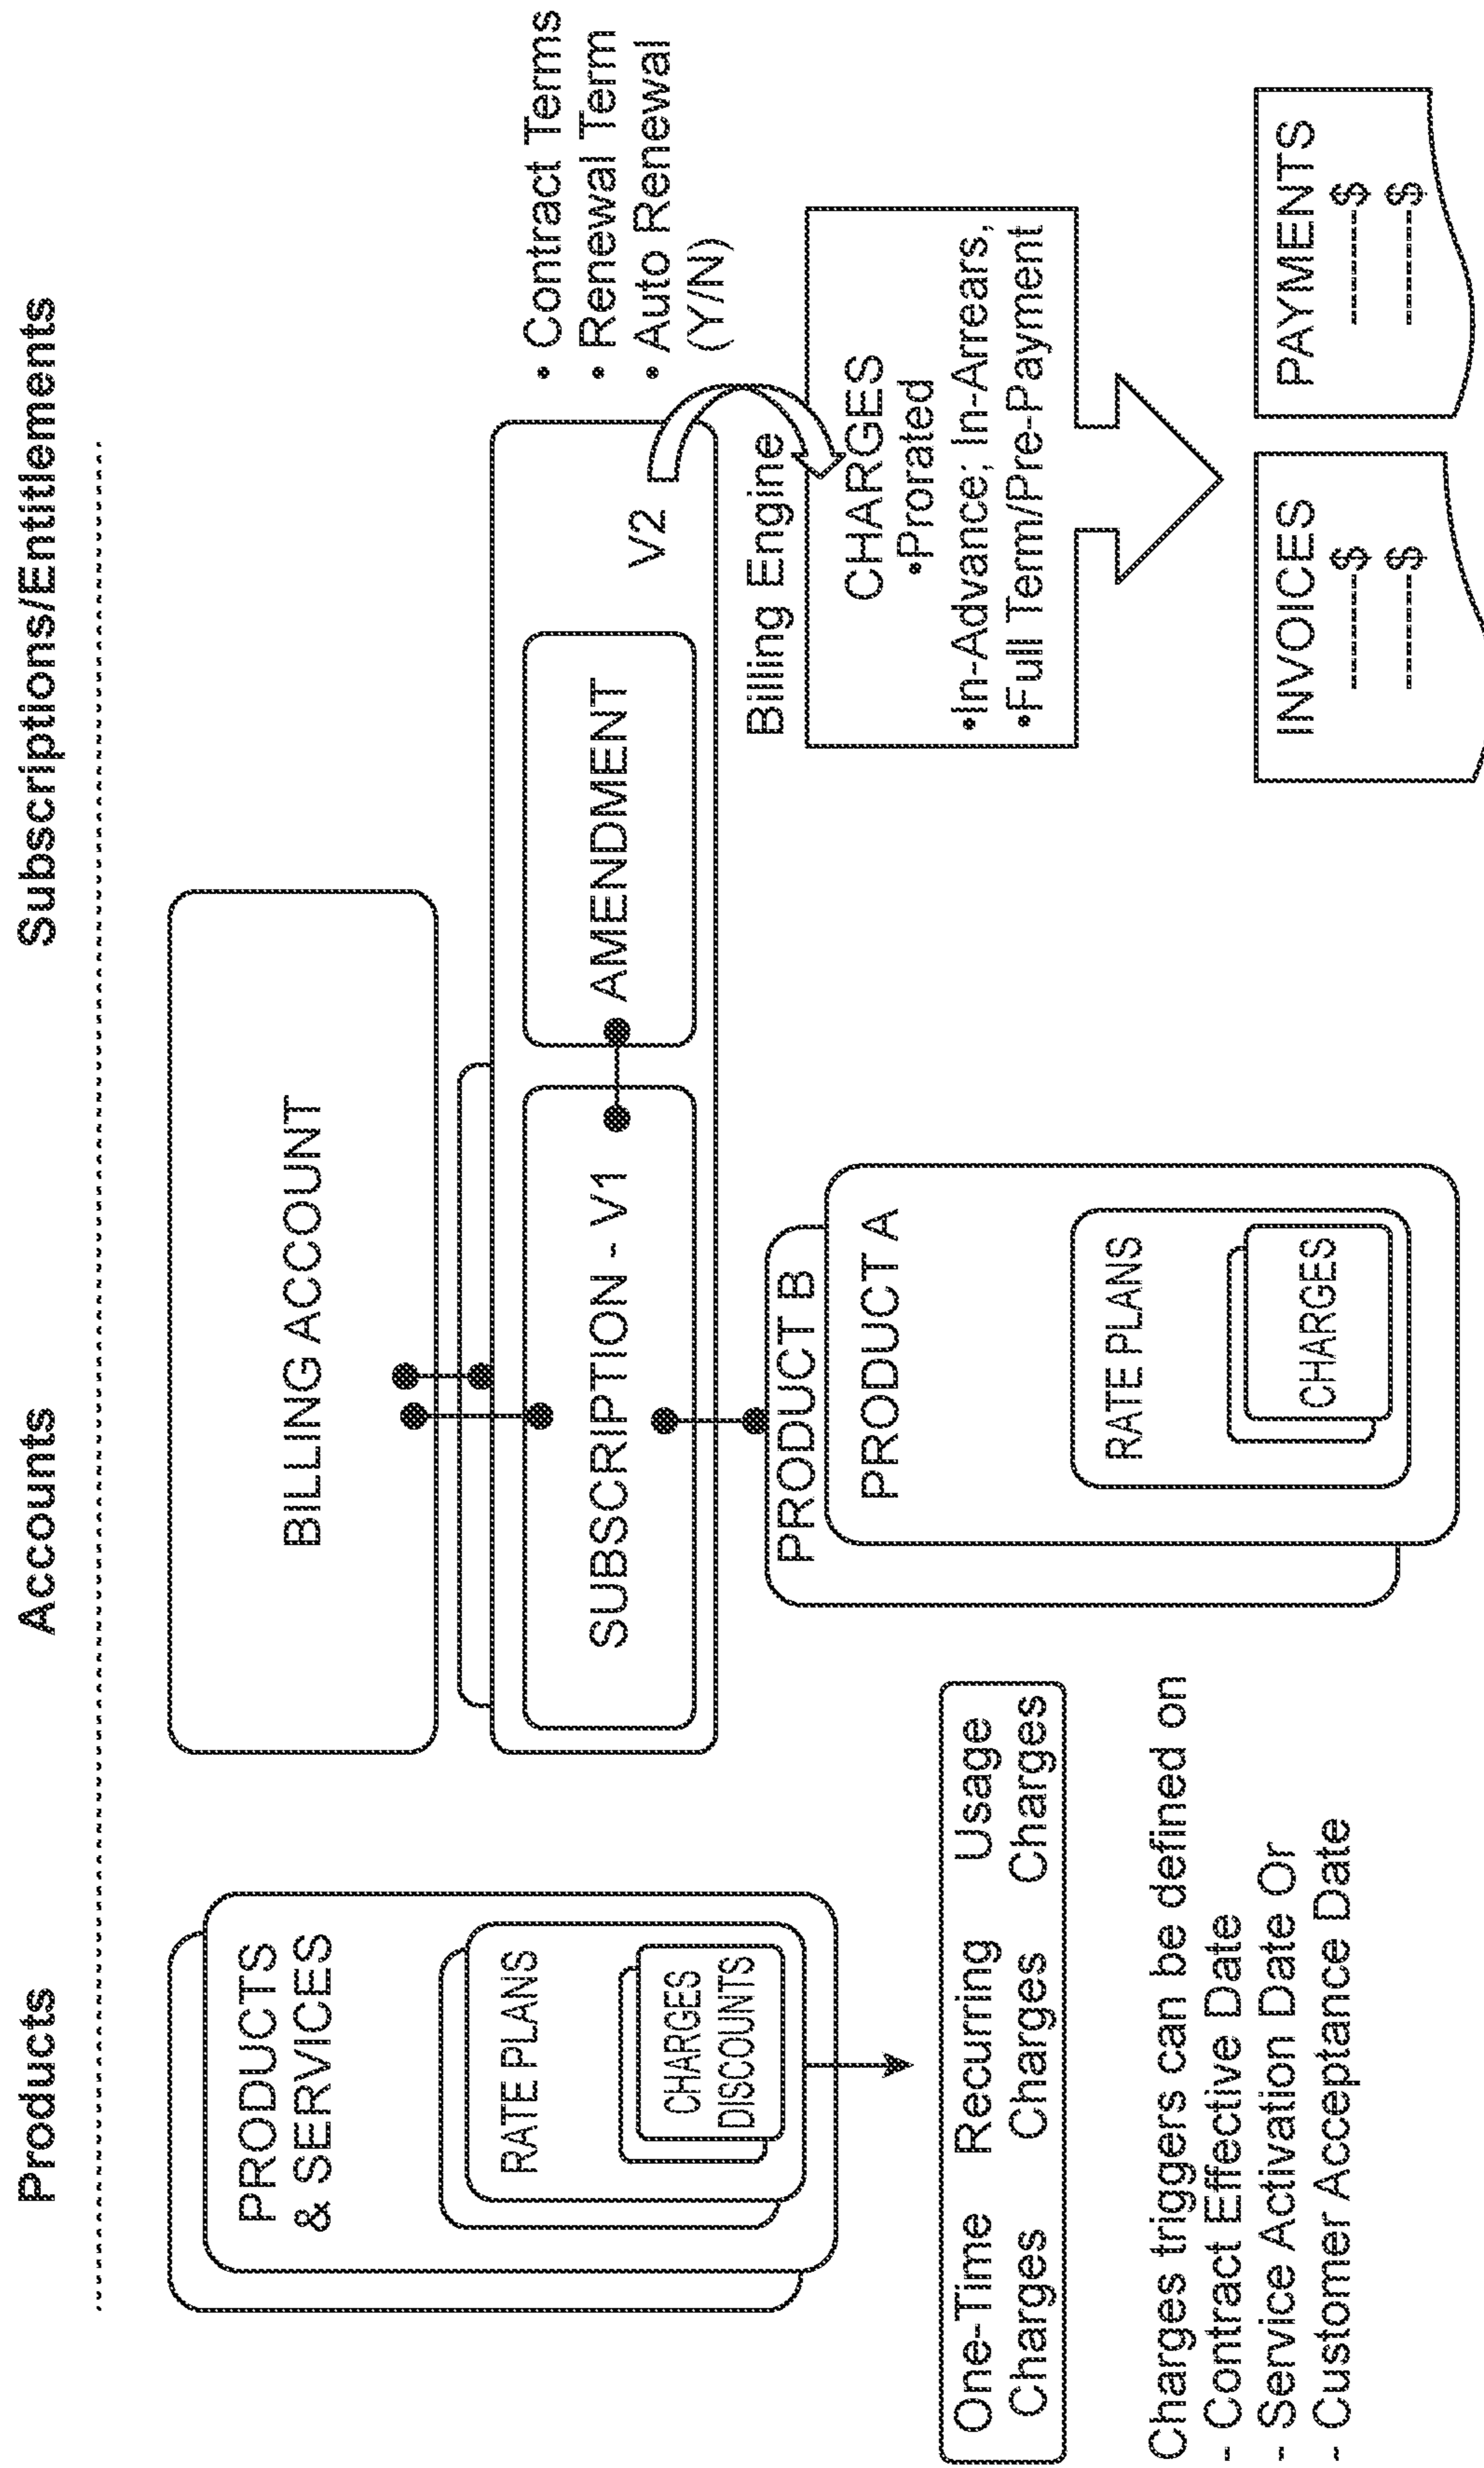 Products
Accounts
Subscriptions/Entitlements
PRODUCTS
& SERVICES
RATE PLANS
CHARGES
DISCOUNTS
One-Time
Charges
Recurring
Charges
Usage
Charges
Charges triggers can be defined on
- Contract Effective Date
- Service Activation Date Or
- Customer Acceptance Date
BILLING ACCOUNT
SUBSCRIPTION - V1
AMENDMENT
V2
PRODUCT B
PRODUCT A
RATE PLANS
CHARGES
• Contract Terms
• Renewal Term
• Auto Renewal
(Y/N)
Billing Engine
CHARGES
•Prorated
•In-Advance; In-Arrears,
•Full Term/Pre-Payment
INVOICES
------$
------$
PAYMENTS
------$
------$